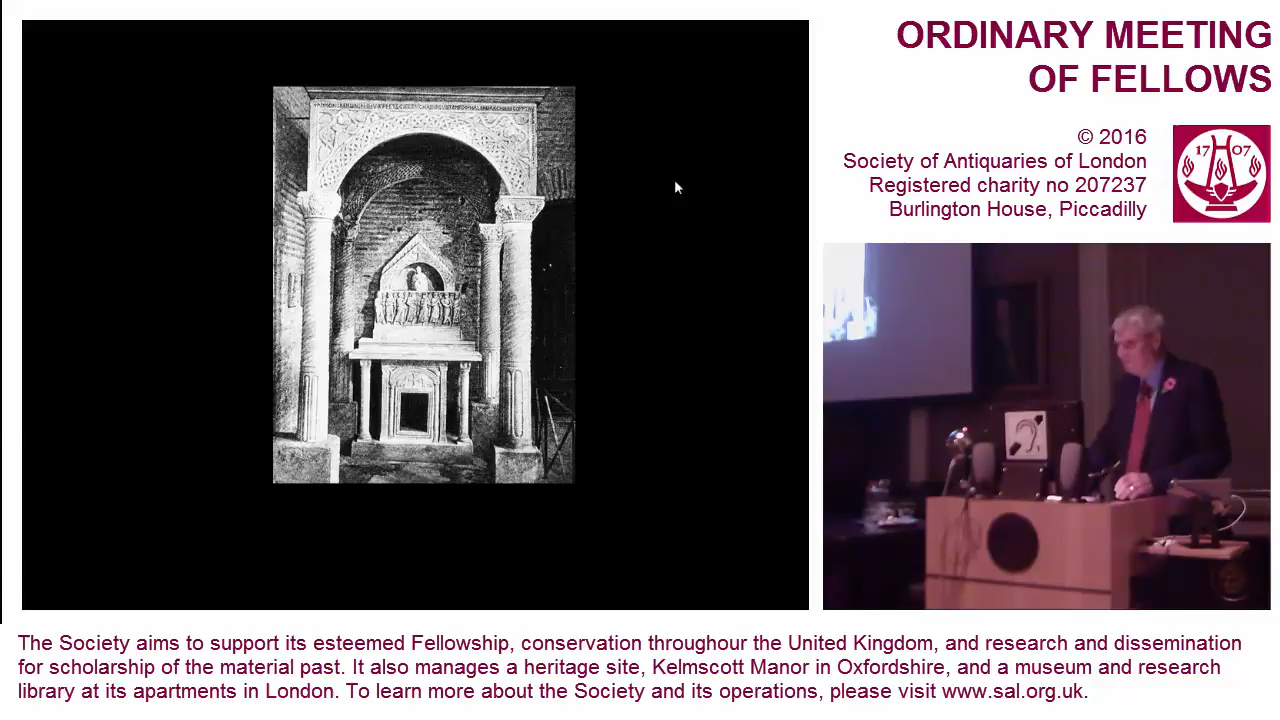 ORDINARY MEETING
OF FELLOWS
© 2016
Society of Antiquaries of London
Registered charity no 207237
Burlington House, Piccadilly
17 07
The Society aims to support its esteemed Fellowship, conservation throughour the United Kingdom, and research and dissemination
for scholarship of the material past. It also manages a heritage site, Kelmscott Manor in Oxfordshire, and a museum and research
library at its apartments in London. To learn more about the Society and its operations, please visit www.sal.org.uk.